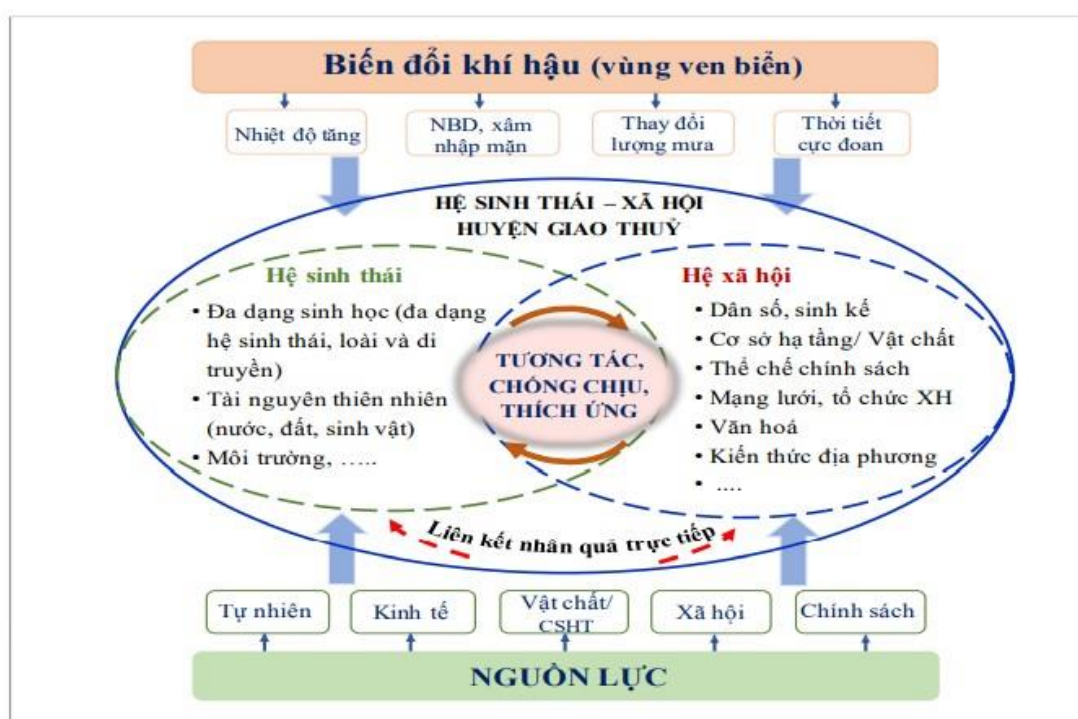 Biến đổi khí hậu (vùng ven biển)
Nhiệt độ tăng
NBD, xâm
nhập mặn
Thay đổi
lượng mưa
Thời tiết
cực đoan
HỆ SINH THÁI – XÃ HỘI
HUYỆN GIAO THUỶ
Hệ sinh thái
• Đa dạng sinh học (đa dạng
hệ sinh thái, loài và di
truyền)
• Tài nguyên thiên nhiên
(nước, đất, sinh vật)
• Môi trường, …..
TƯƠNG TÁC,
CHỐNG CHỊU,
THÍCH ỨNG
Hệ xã hội
• Dân số, sinh kế
• Cơ sở hạ tầng/ Vật chất
• Thể chế chính sách
• Mạng lưới, tổ chức XH
• Văn hoá
• Kiến thức địa phương
• ....
Liên kết nhân quả trực tiếp
Tự nhiên
Kinh tế
Vật chất/
CSHT
Xã hội
Chính sách
NGUỒN LỰC